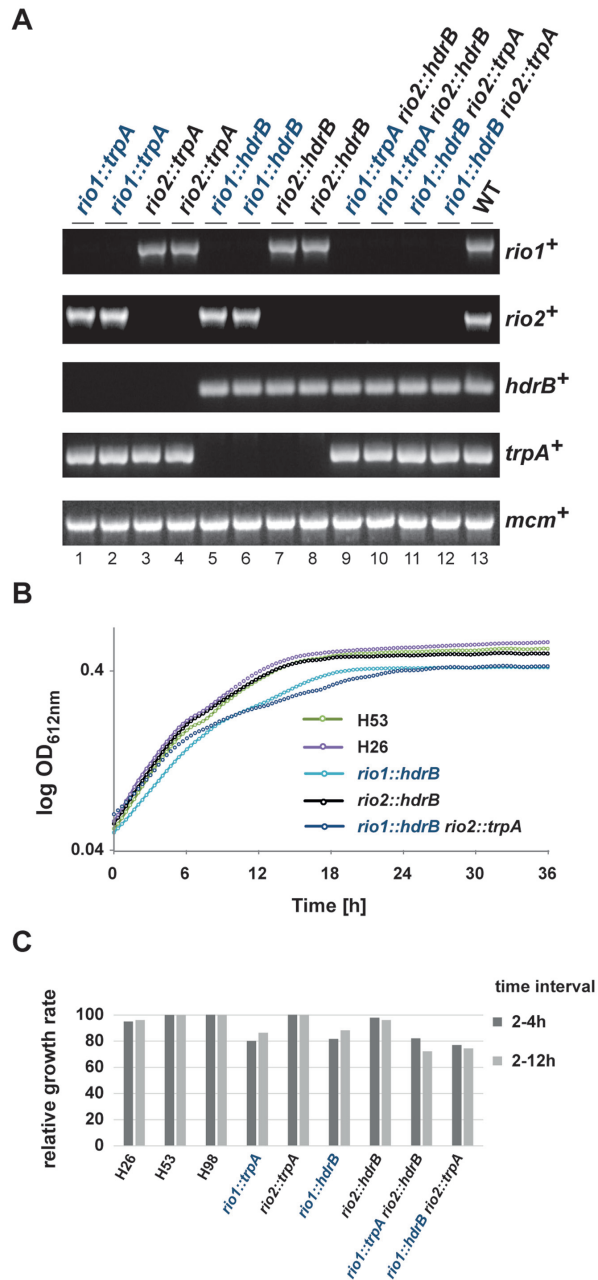 A
rio1::trpA
rio1::trpA
rio2::trpA
rio2::trpA
rio1::hdrB
rio1::hdrB
rio2::hdrB
rio2::hdrB
rio1::trpA rio2::hdrB
rio1::trpA rio2::hdrB
rio1::hdrB rio2::trpA
rio1::hdrB rio2::trpA
WT
rio1+
rio2+
hdrB+
trpA+
mcm+
1 2 3 4 5 6 7 8 9 10 11 12 13
B
log OD612nm
0.4
0.04
H53
H26
rio1::hdrB
rio2::hdrB
rio1::hdrB rio2::trpA
0 6 12 18 24 30 36
Time [h]
C
relative growth rate
100
80
60
40
20
0
time interval
2-4h
2-12h
H26
H53
H98
rio1::trpA
rio2::trpA
rio1::hdrB
rio2::hdrB
rio1::trpA rio2::hdrB
rio1::hdrB rio2::trpA